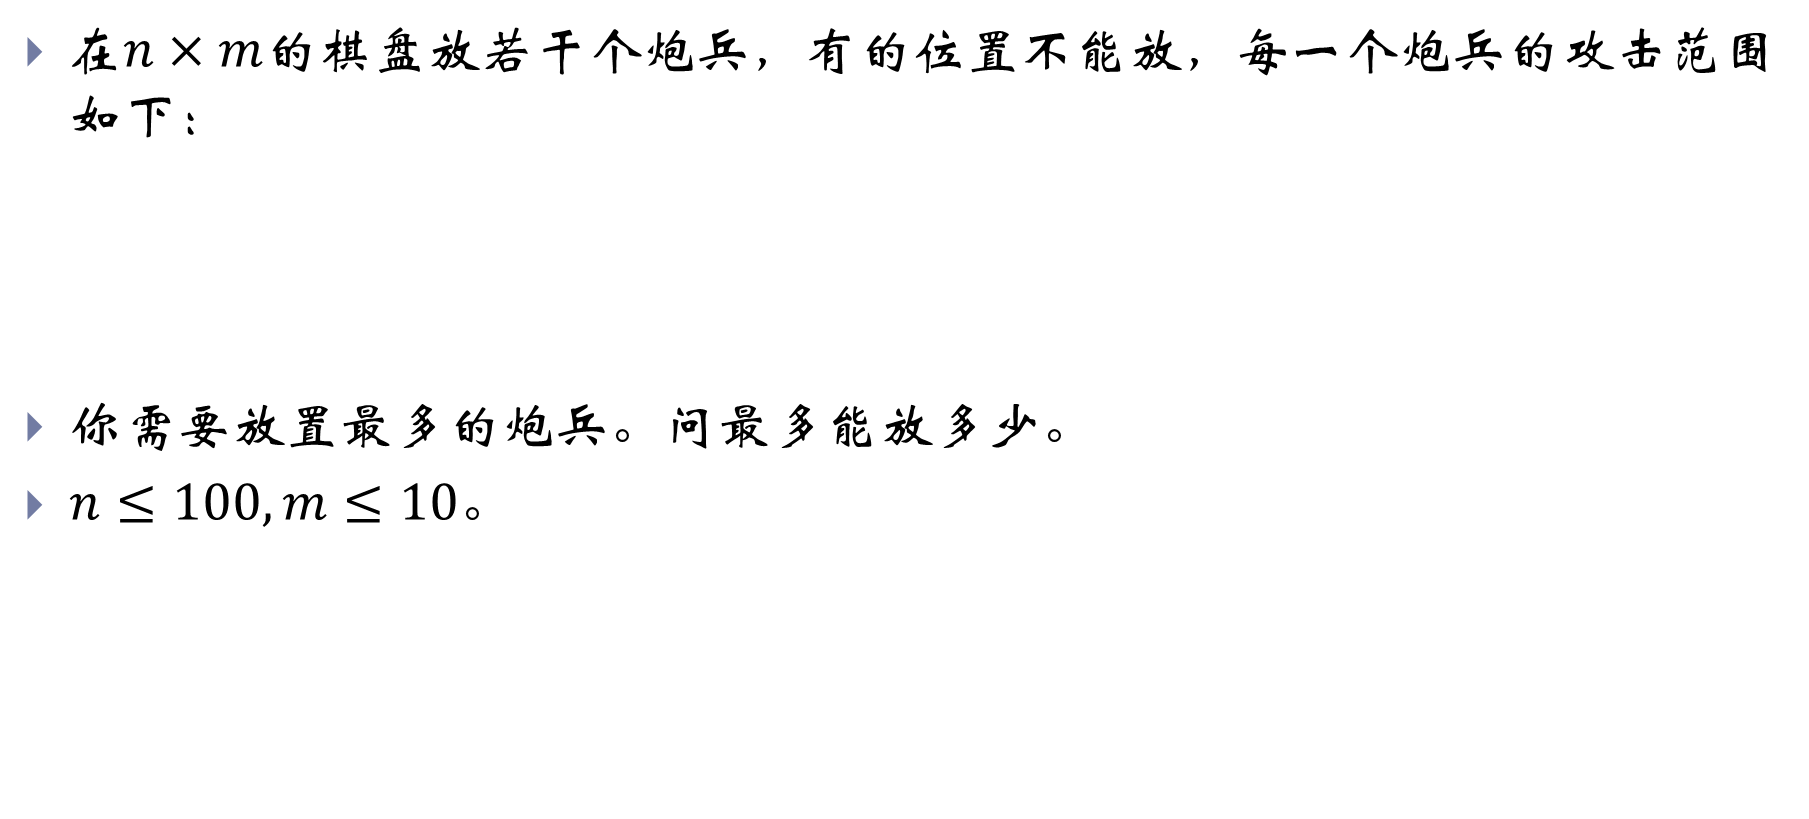 在n × m的棋盘放若干个炮兵，有的位置不能放，每一个炮兵的攻击范围
如下：
你需要放置最多的炮兵。问最多能放多少。
n ≤ 100, m ≤ 10。